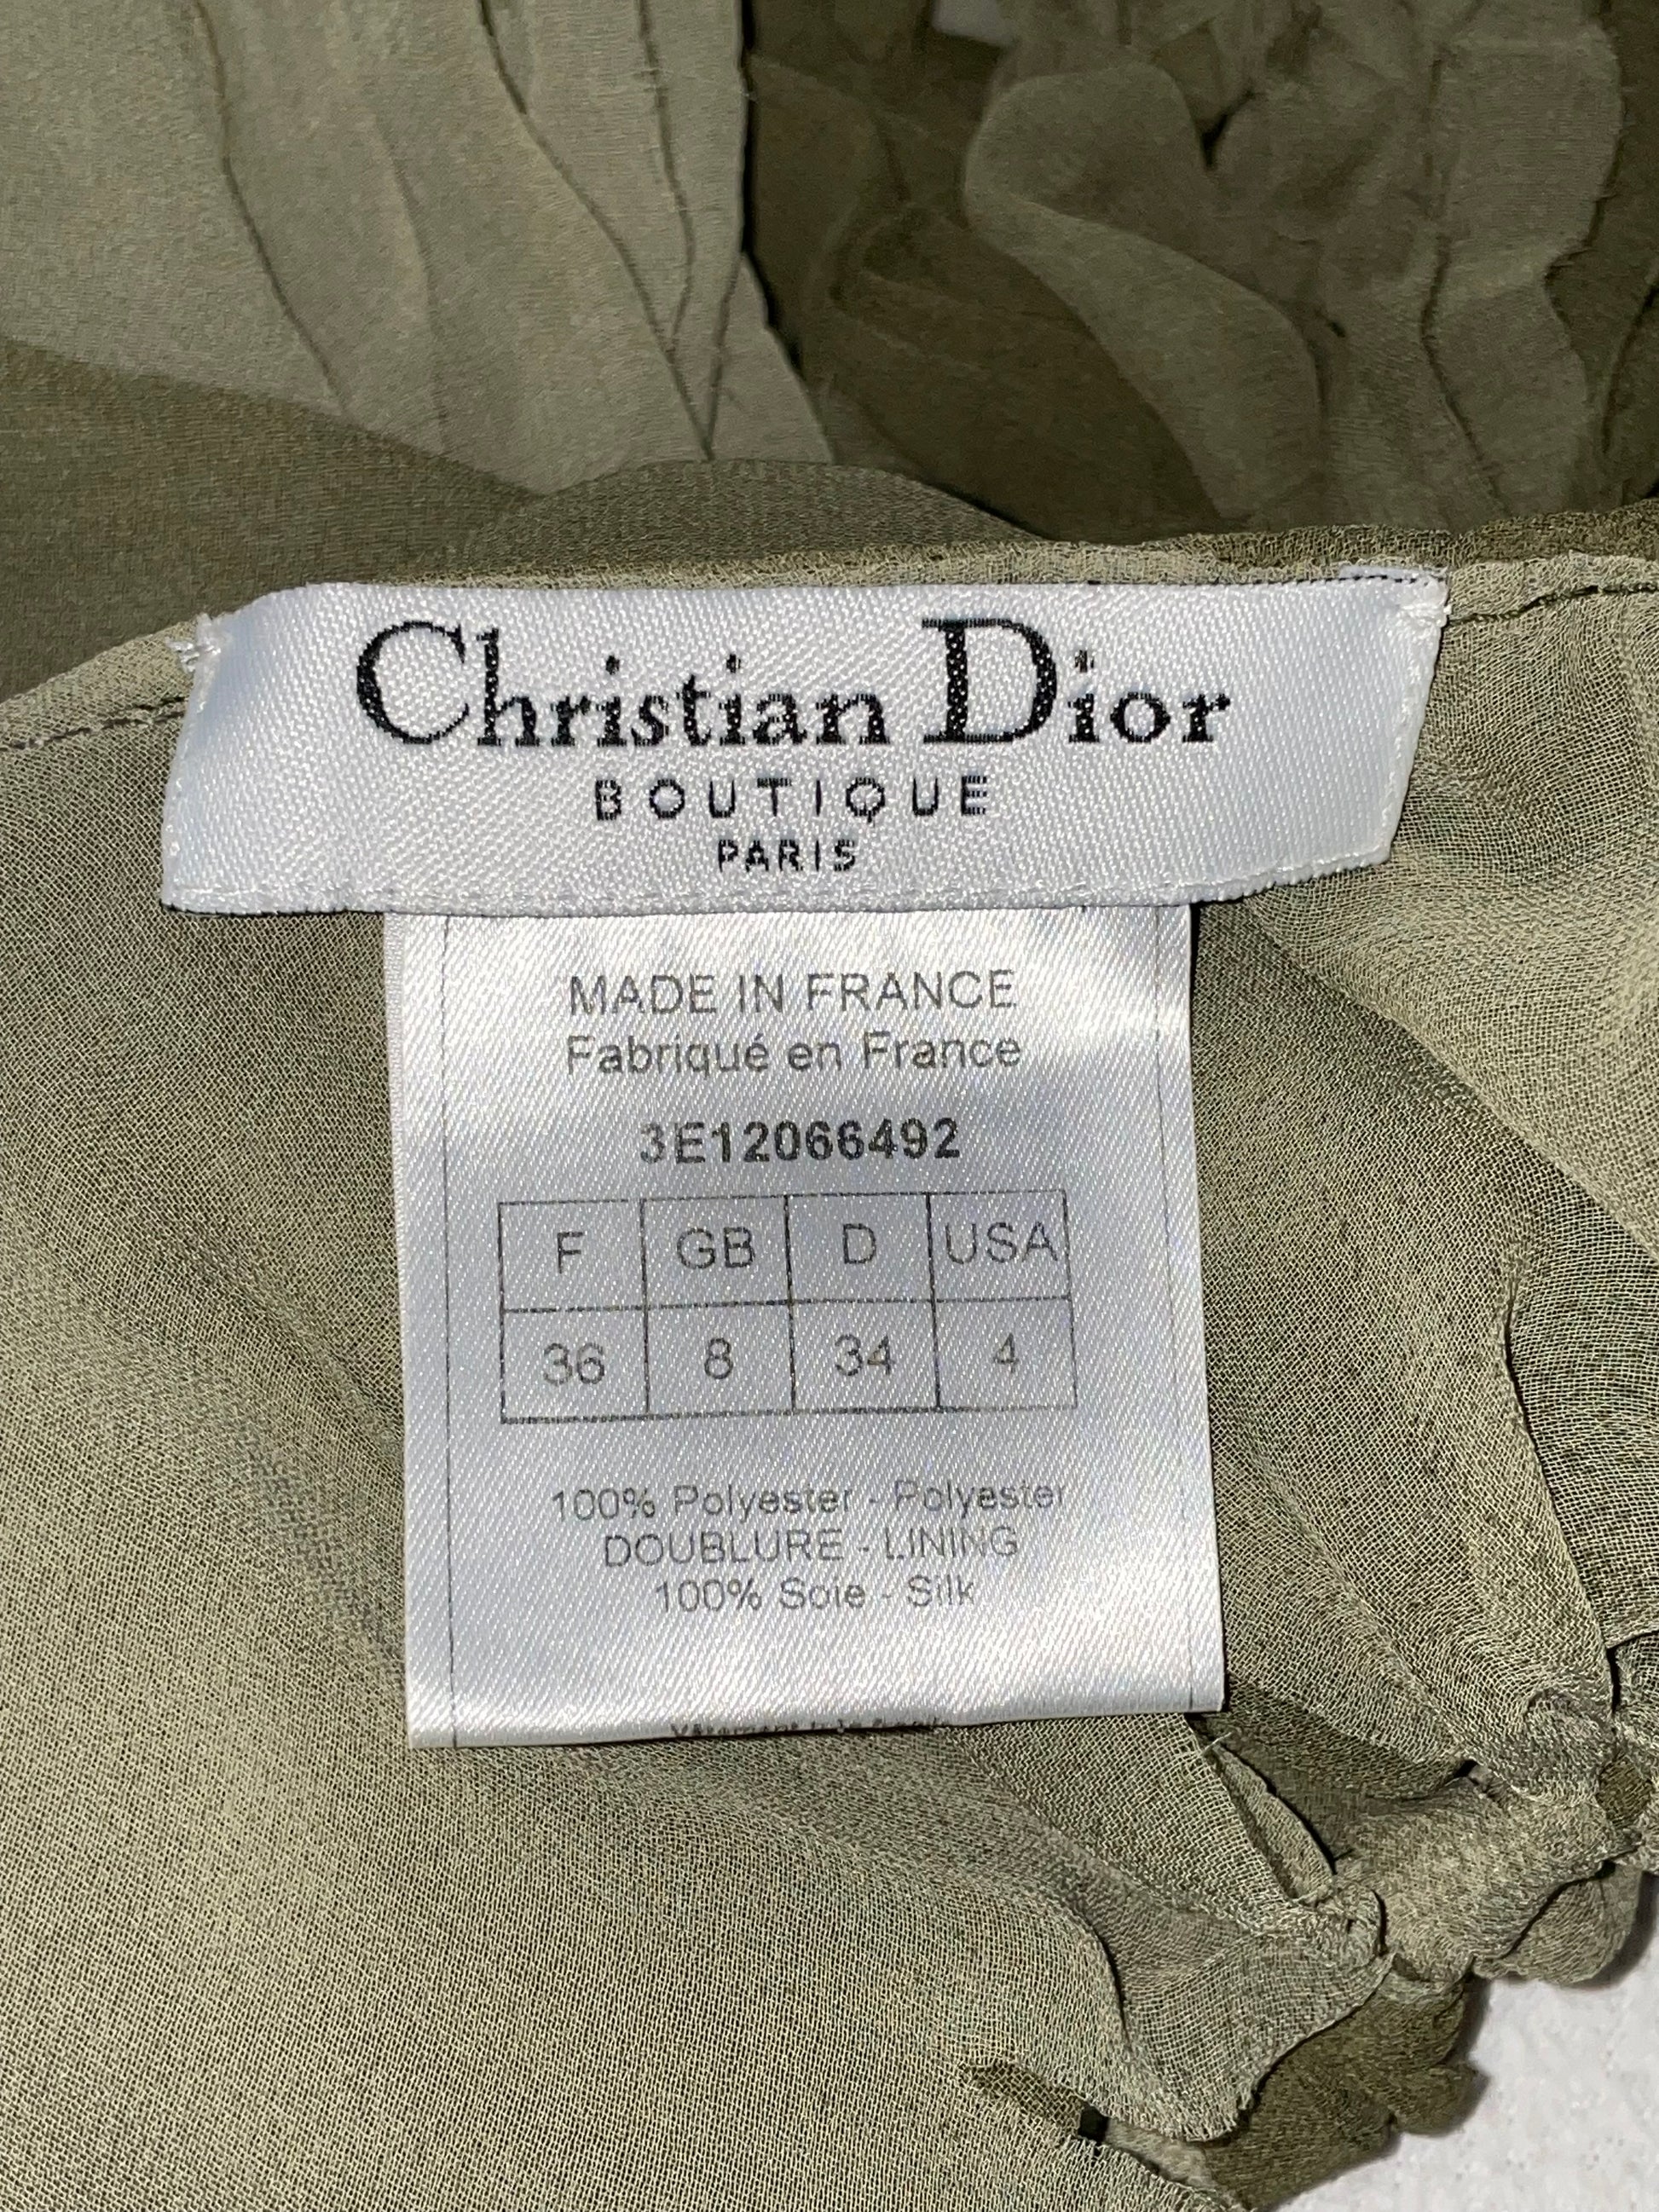 Christian Dior
BOUTIQUE
PARIS
MADE IN FRANCE
Fabriqué en France
3E12066492
F GB D USA
36 8 34 4
100% Polyester - Polyester
DOUBLURE - LINING
100% Soie - Silk